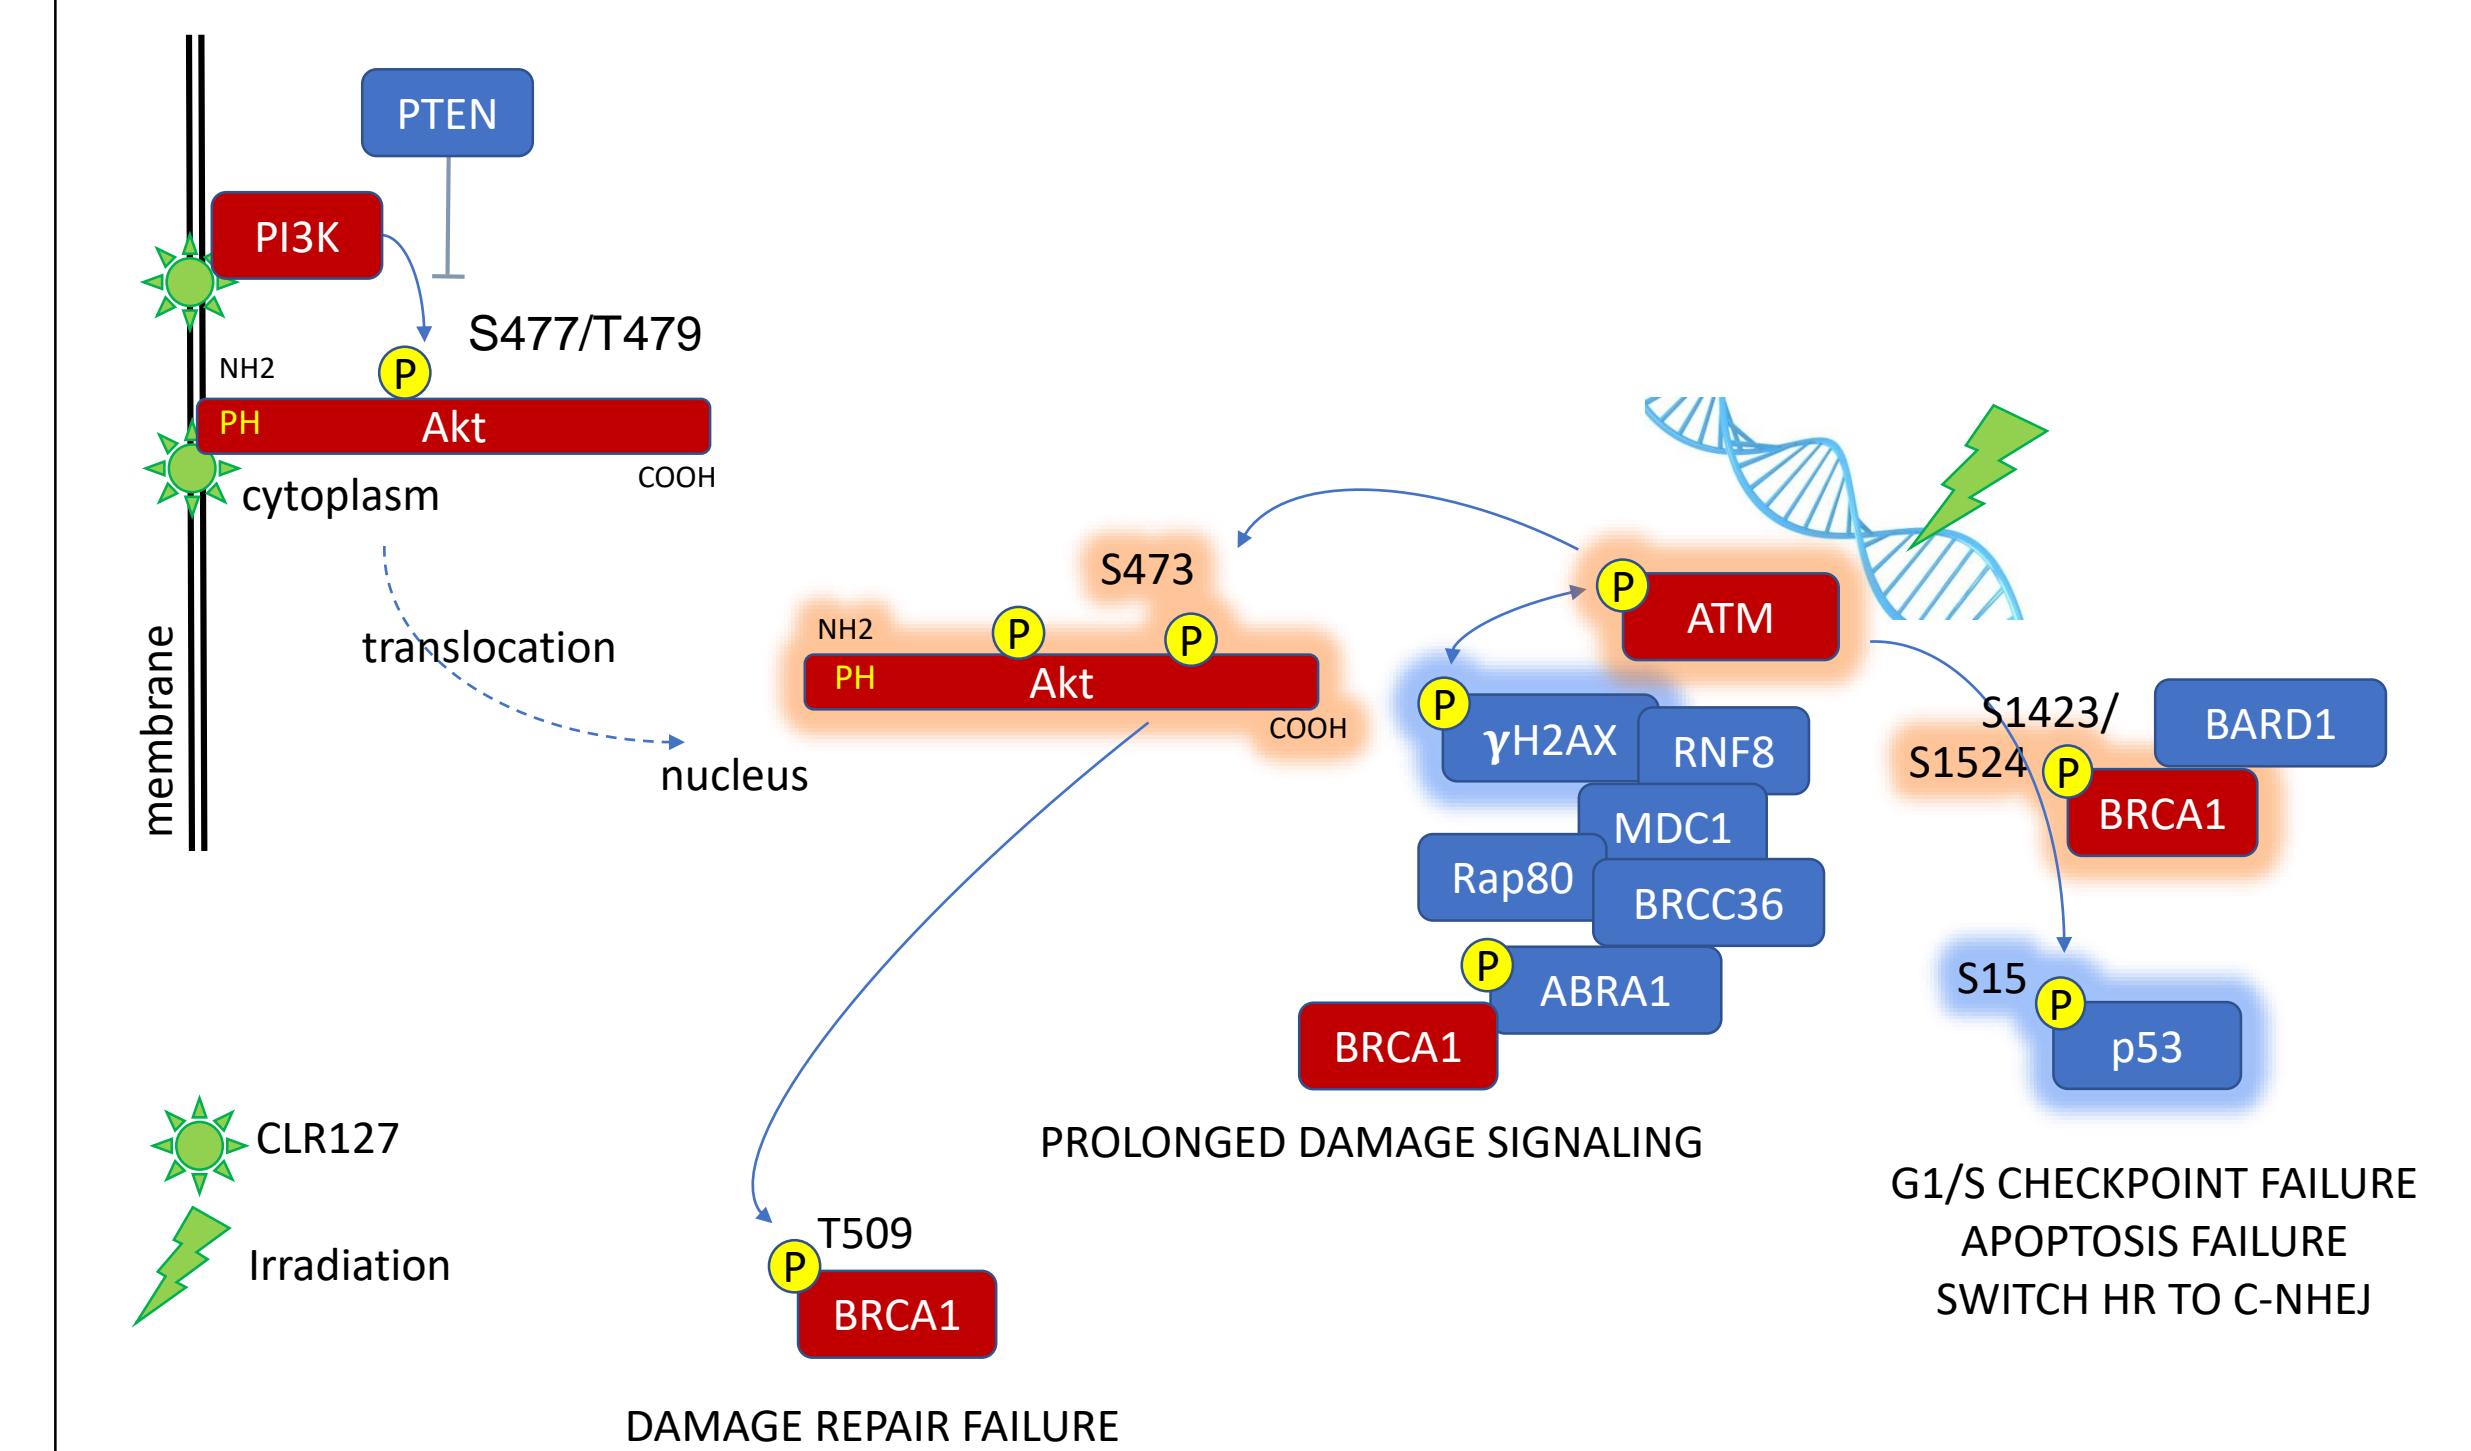 PTEN
PI3K
S477/T479
NH2
P
PH
Akt
COOH
cytoplasm
translocation
membrane
nucleus
S473
NH2
P
P
PH
Akt
COOH
P
ATM
P
γH2AX
RNF8
MDC1
Rap80
BRCC36
P
ABRA1
BRCA1
PROLONGED DAMAGE SIGNALING
S1423/
S1524
P
BARD1
BRCA1
S15
P
p53
G1/S CHECKPOINT FAILURE
APOPTOSIS FAILURE
SWITCH HR TO C-NHEJ
CLR127
Irradiation
T509
P
BRCA1
DAMAGE REPAIR FAILURE